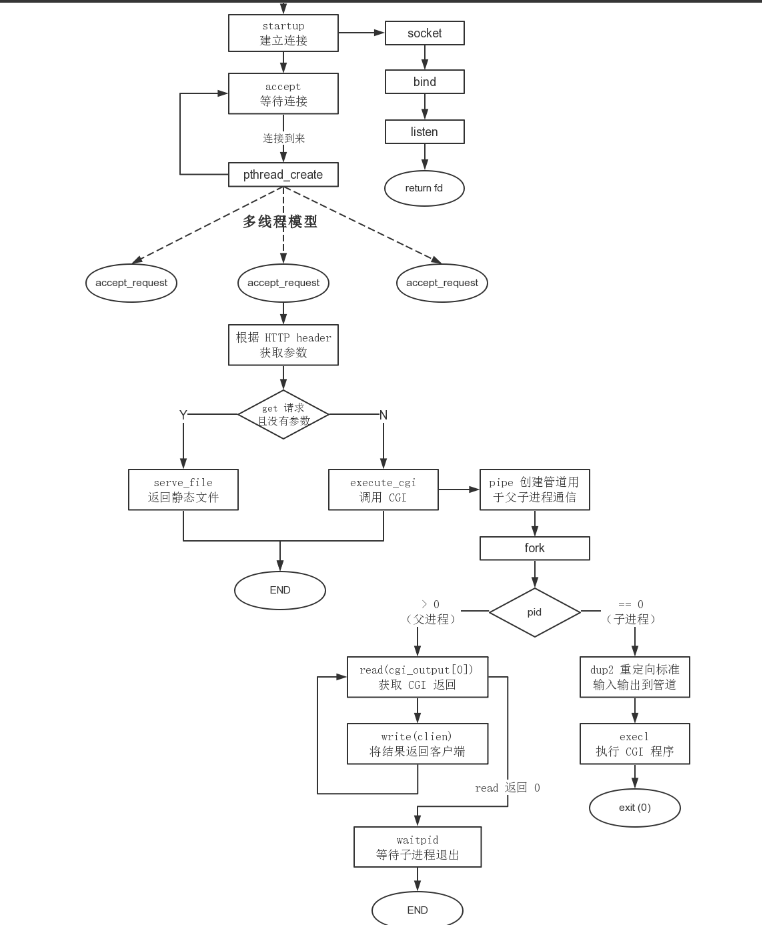 startup
建立连接
socket
accept
等待连接
bind
连接到来
listen
pthread_create
return fd
多线程模型
accept_request
accept_request
accept_request
根据 HTTP header
获取参数
get 请求
且没有参数
Y
N
serve_file
返回静态文件
execute_cgi
调用 CGI
pipe 创建管道用
于父子进程通信
fork
END
pid
> 0
(父进程)
== 0
(子进程)
read(cgi_output[0])
获取 CGI 返回
dup2 重定向标准
输入输出到管道
write(clien)
将结果返回客户端
execl
执行 CGI 程序
read 返回 0
exit (0)
waitpid
等待子进程退出
END